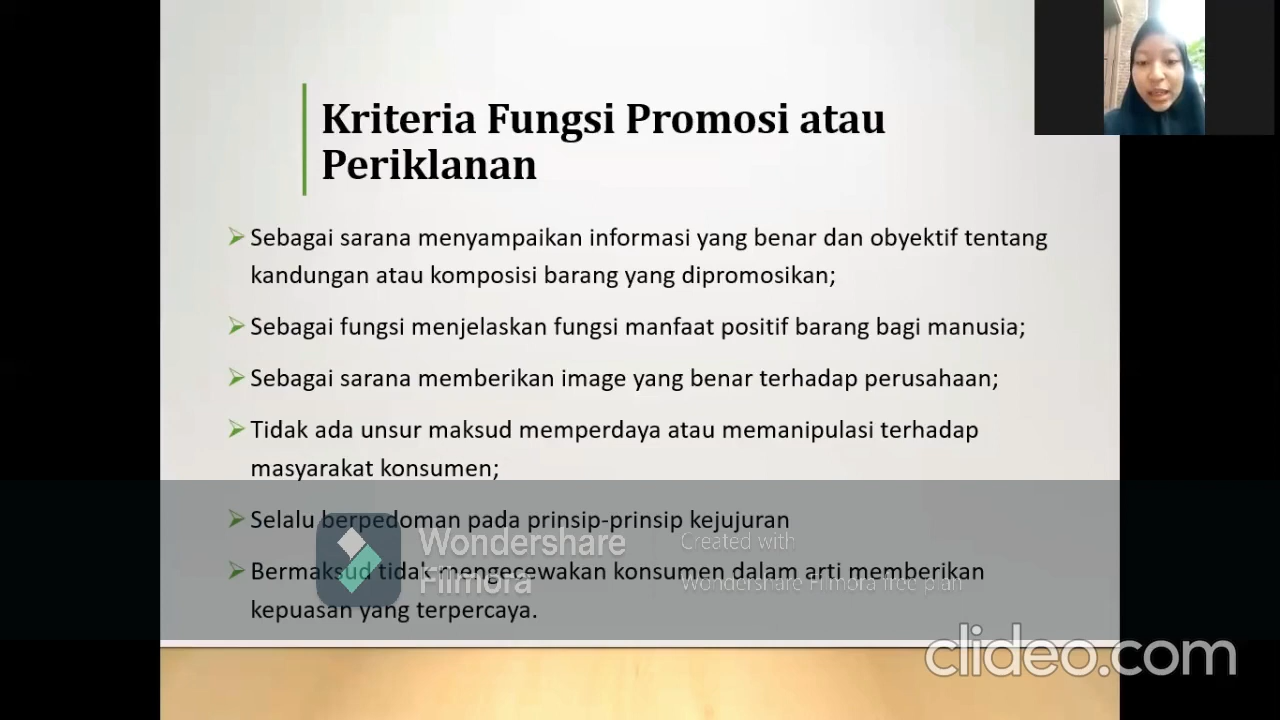 Kriteria Fungsi Promosi atau
Periklanan
Sebagai sarana menyampaikan informasi yang benar dan obyektif tentang
kandungan atau komposisi barang yang dipromosikan;
Sebagai fungsi menjelaskan fungsi manfaat positif barang bagi manusia;
Sebagai sarana memberikan image yang benar terhadap perusahaan;
Tidak ada unsur maksud memperdaya atau memanipulasi terhadap
masyarakat konsumen;
Selalu berpedoman pada prinsip-prinsip kejujuran
Bermaksud tidak mengecewakan konsumen dalam arti memberikan
kepuasan yang terpercaya.
Wondershare
Filmora
Created with
Wondershare Filmora free plan
clideo.com